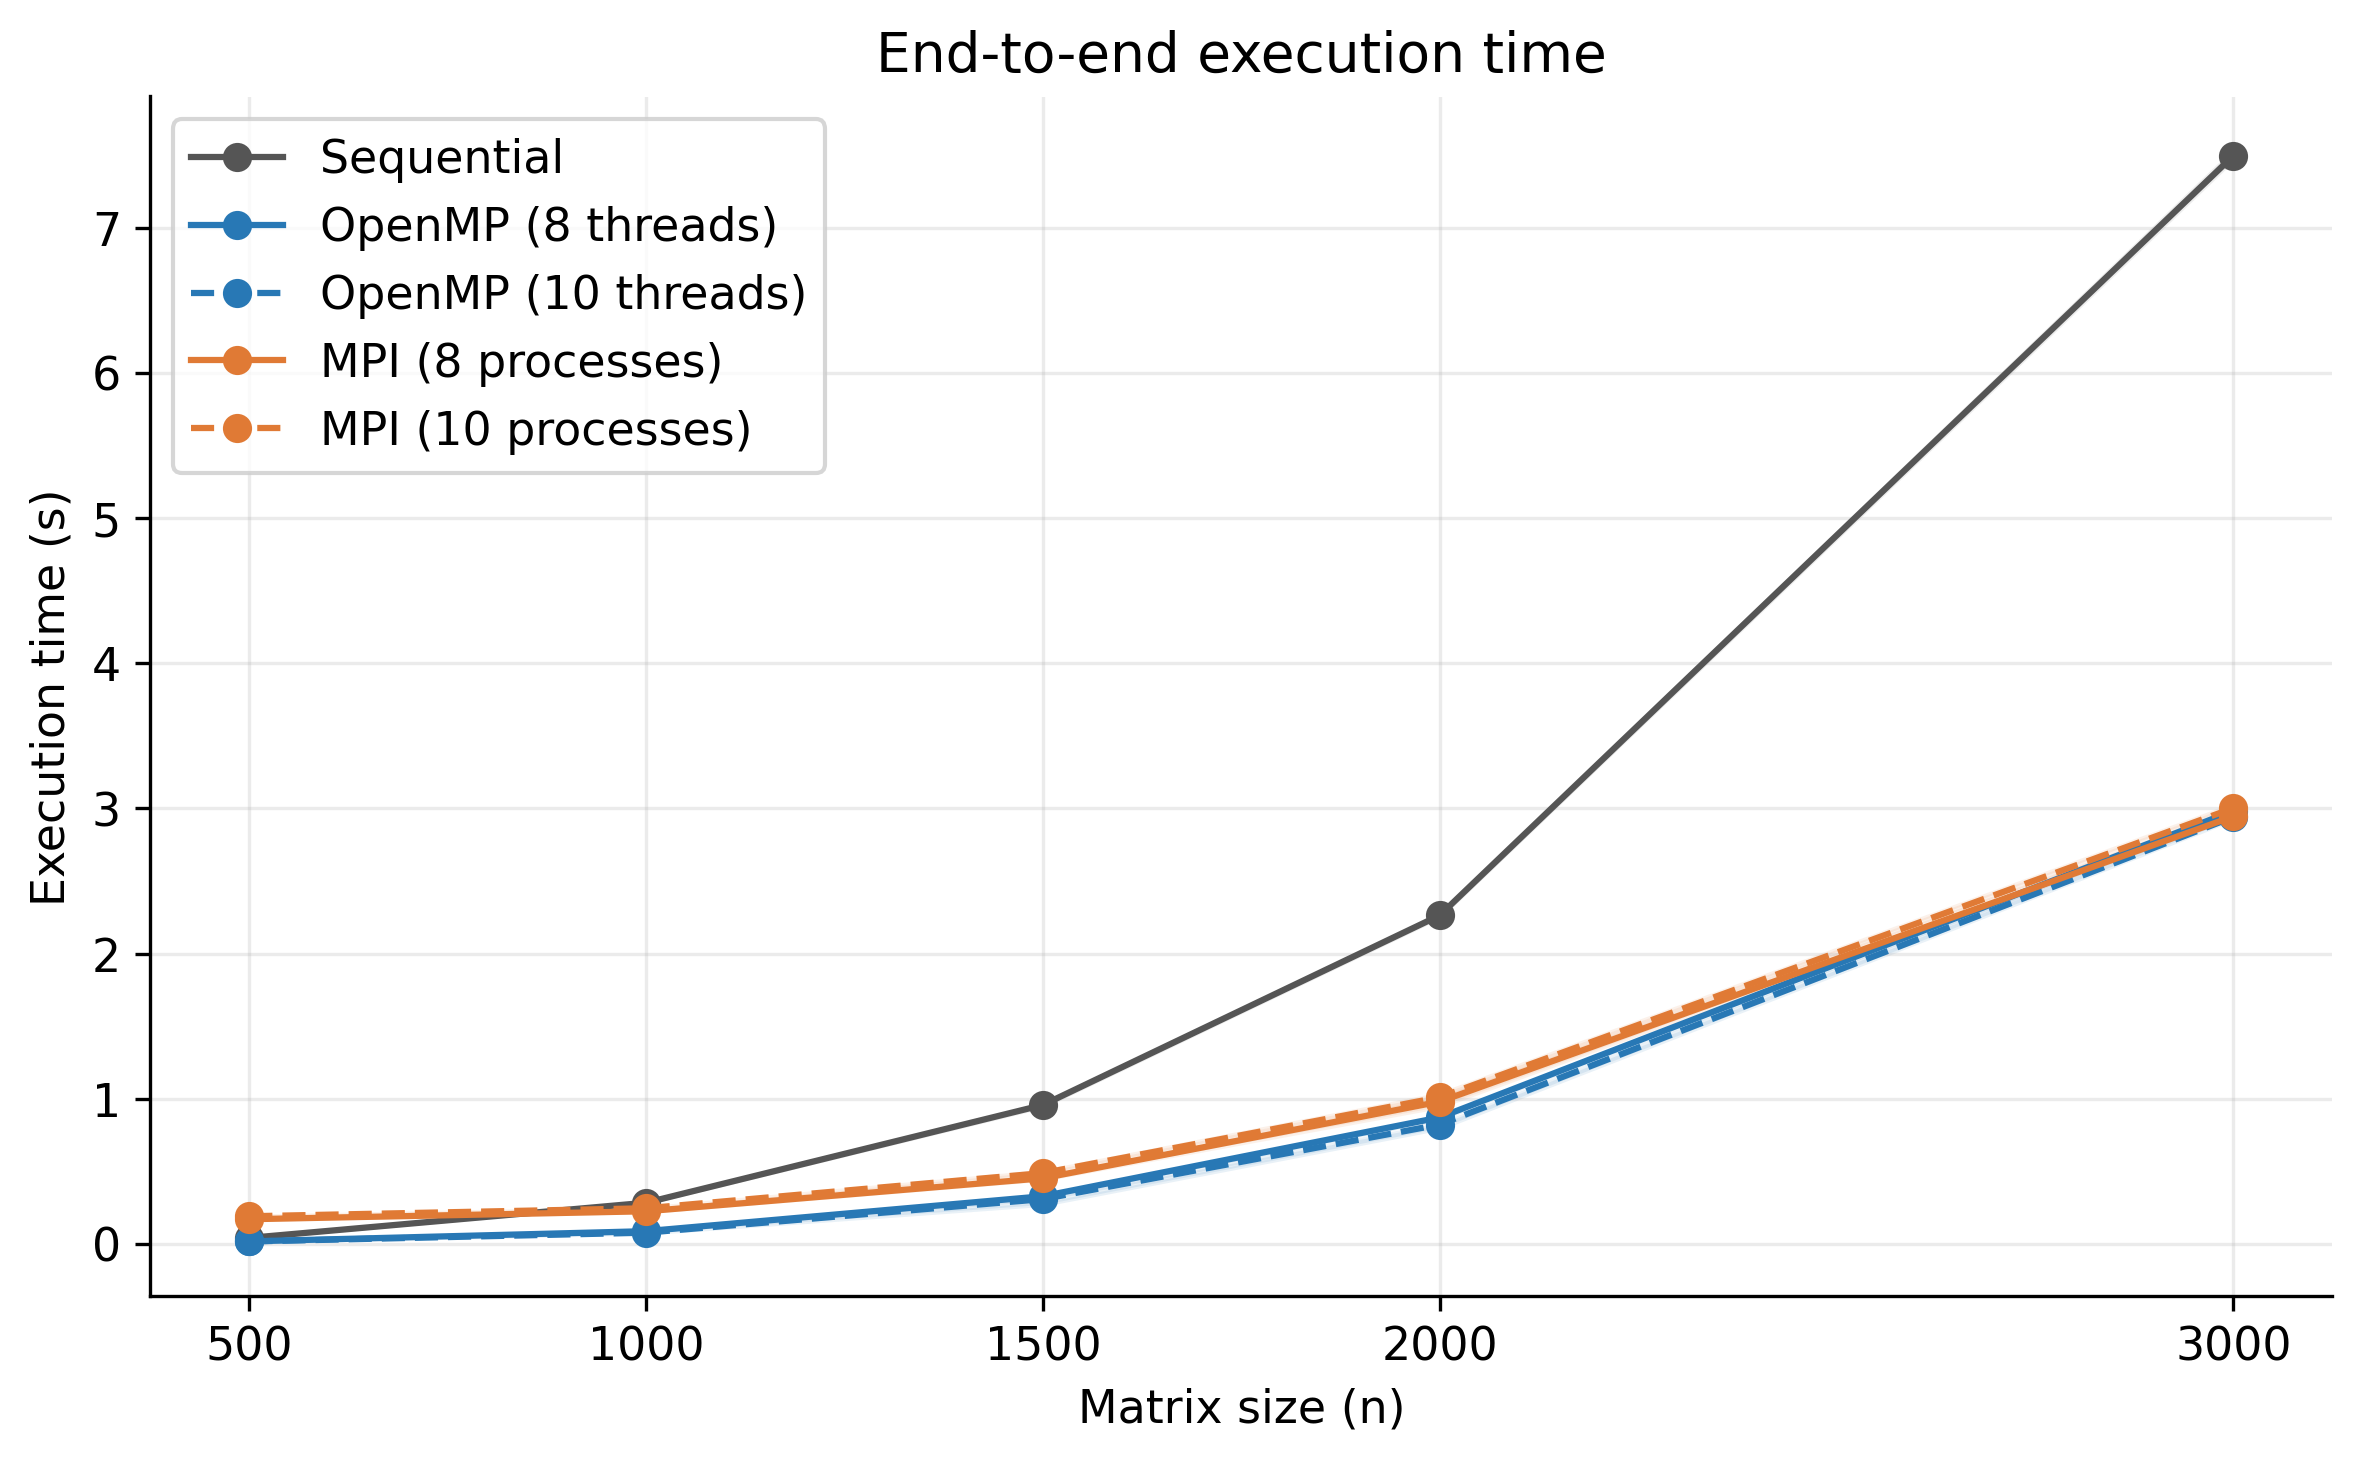 End-to-end execution time
Sequential
OpenMP (8 threads)
OpenMP (10 threads)
MPI (8 processes)
MPI (10 processes)
Execution time (s)
7
6
5
4
3
2
1
0
500 1000 1500 2000 3000
Matrix size (n)